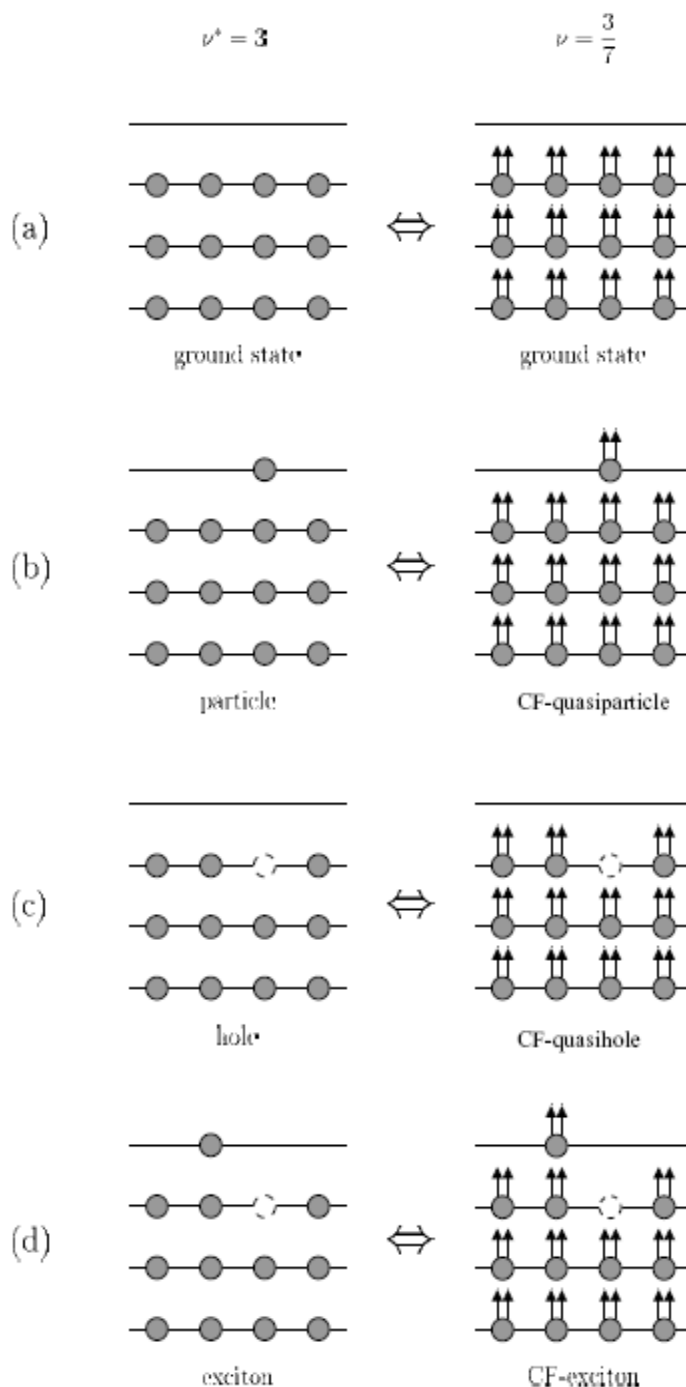 ν* = 3 ν = 3/7
(a)
ground state ground state
(b)
particle CF-quasiparticle
(c)
hole CF-quasihole
(d)
exciton CF-exciton